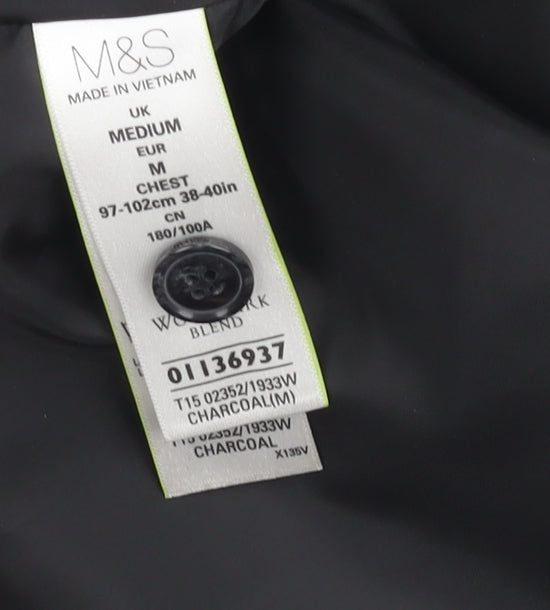 M&S
MADE IN VIETNAM
UK
MEDIUM
EUR
M
CHEST
97-102cm 38-40in
CN
180/100A
BLEND
01136937
T15 02352/1933W
CHARCOAL(M)
T15 02352/1933W
CHARCOAL
X135V